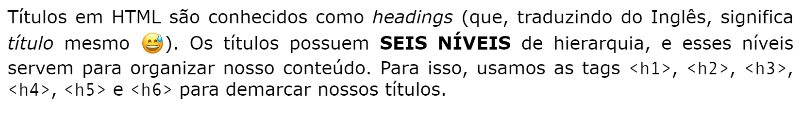 Títulos em HTML são conhecidos como headings (que, traduzindo do Inglês, significa
título mesmo 😅). Os títulos possuem SEIS NÍVEIS de hierarquia, e esses níveis
servem para organizar nosso conteúdo. Para isso, usamos as tags <h1>, <h2>, <h3>,
<h4>, <h5> e <h6> para demarcar nossos títulos.